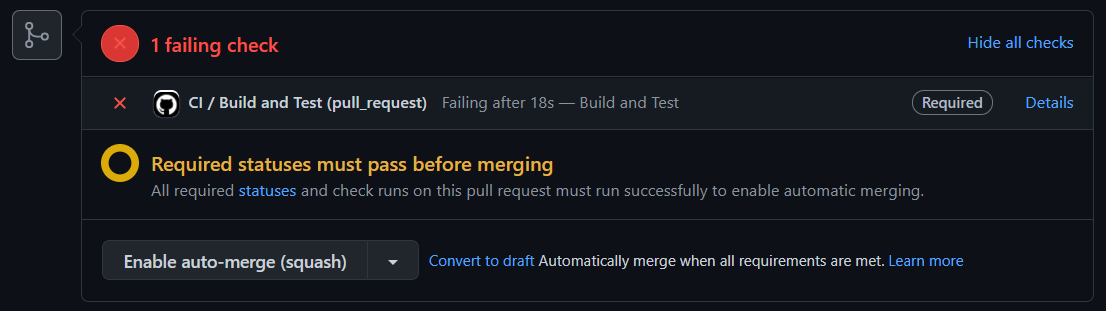 1 failing check
Hide all checks
CI / Build and Test (pull_request) Failing after 18s — Build and Test Required Details
Required statuses must pass before merging
All required statuses and check runs on this pull request must run successfully to enable automatic merging.
Enable auto-merge (squash) Convert to draft Automatically merge when all requirements are met. Learn more